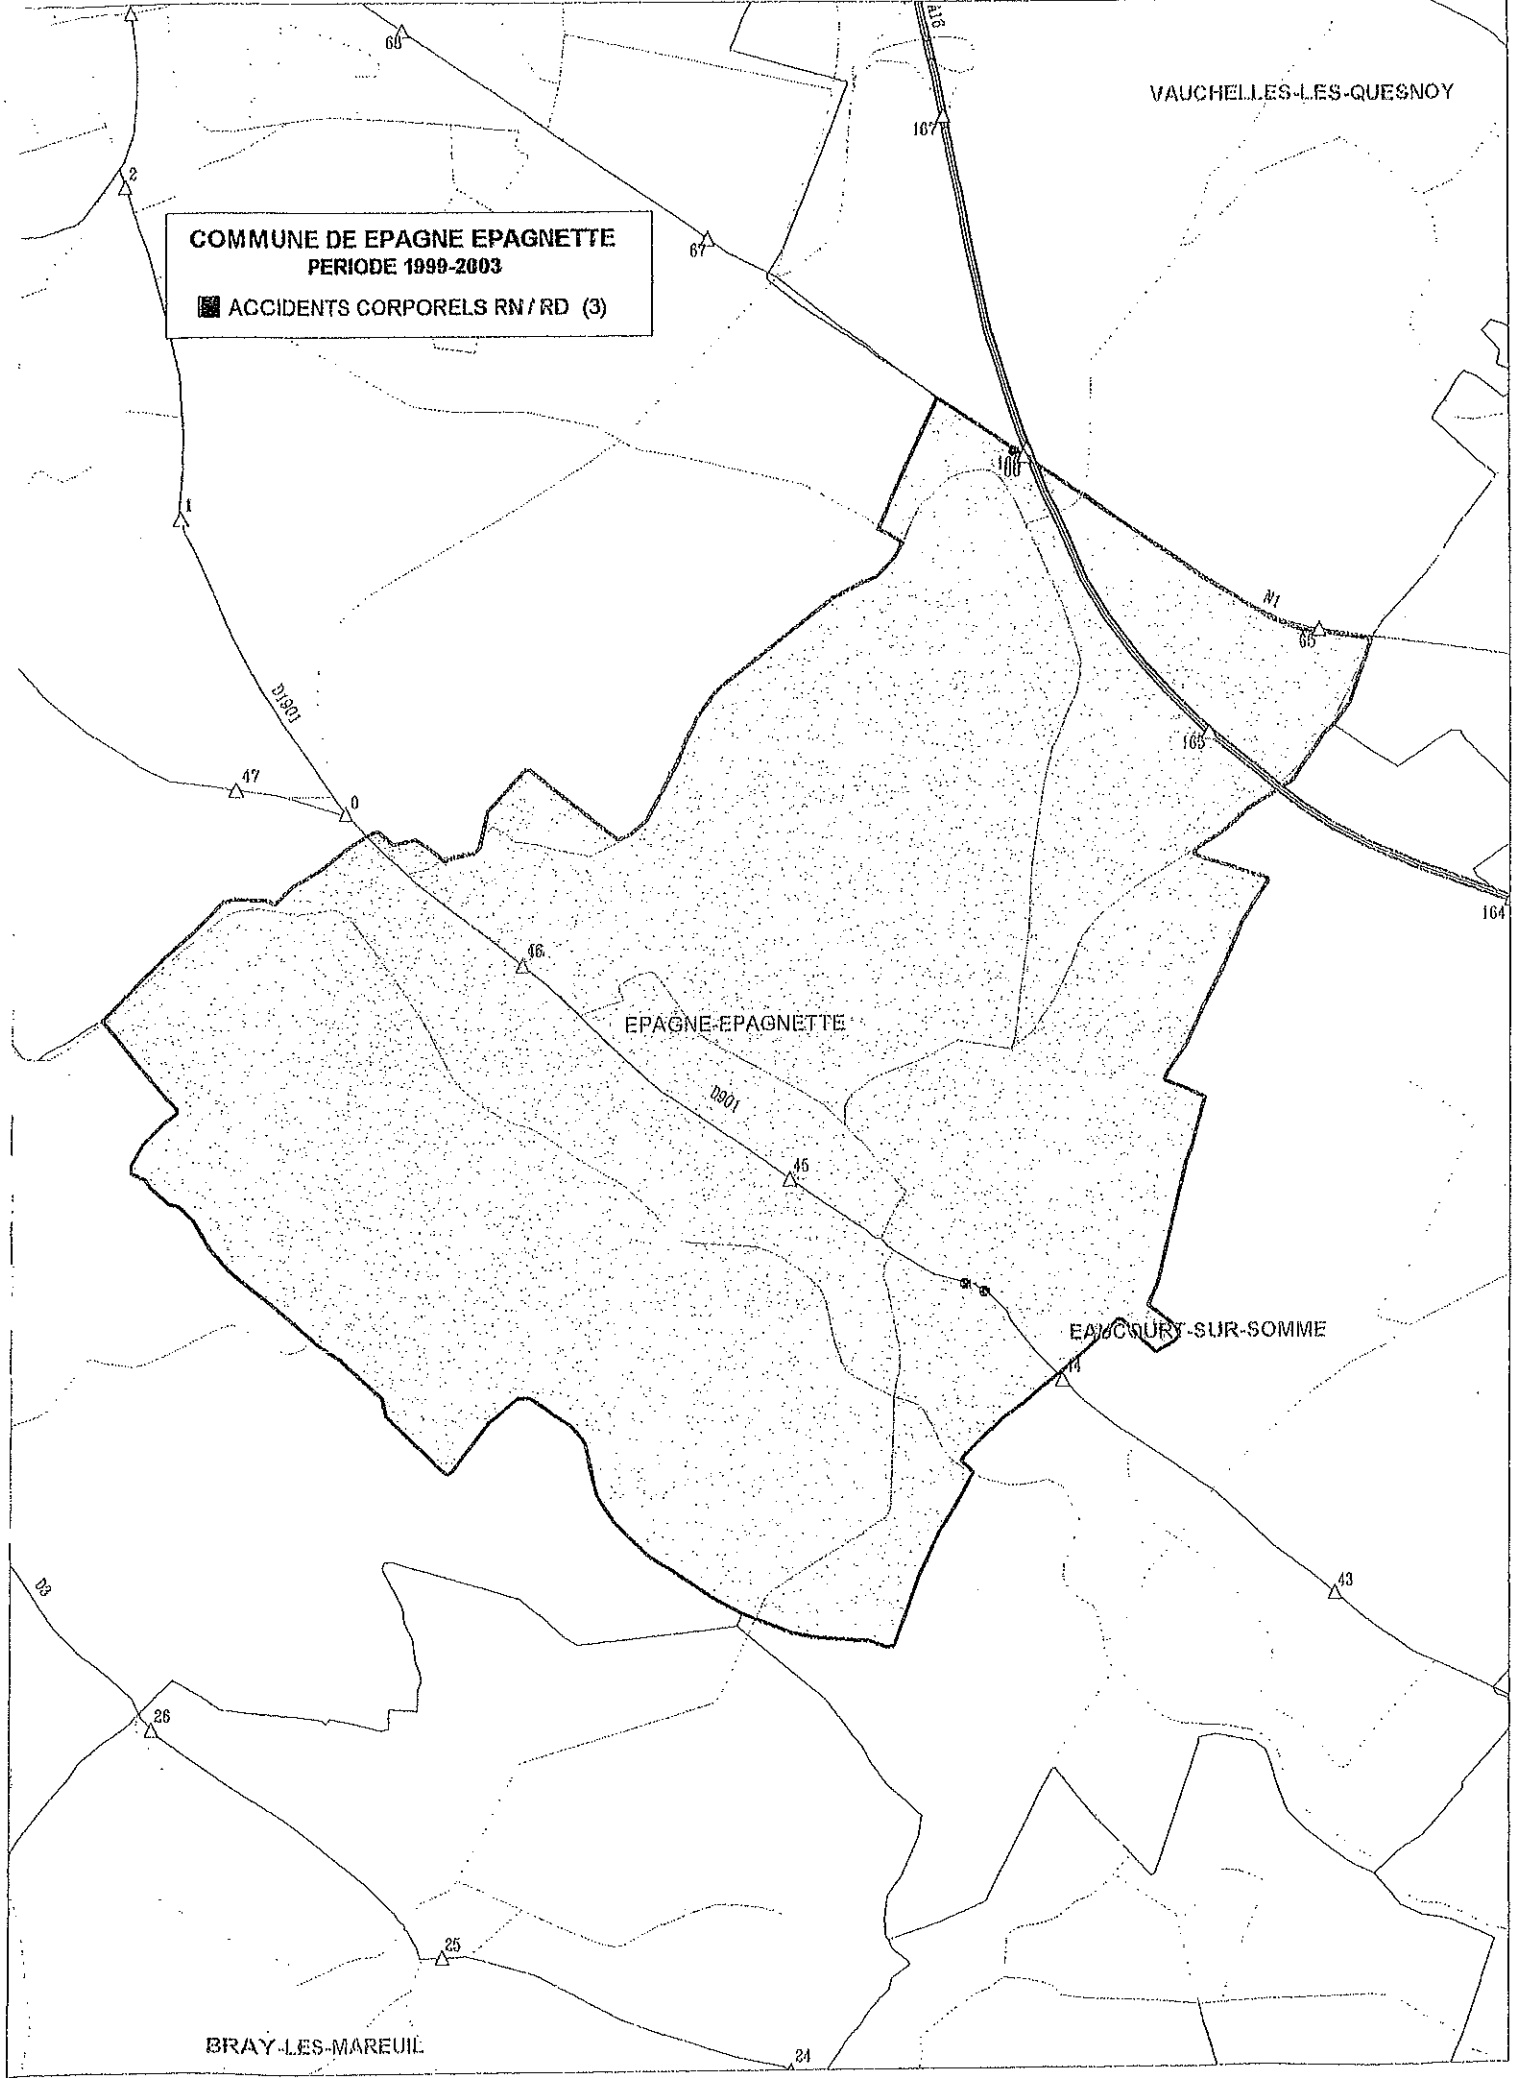 A16
68
VAUCHELLES-LES-QUESNOY
167
2
COMMUNE DE EPAGNE EPAGNETTE
PERIODE 1999-2003
ACCIDENTS CORPORELS RN / RD (3)
67
1
N1
65
D1901
165
47
0
164
46
EPAGNE-EPAGNETTE
D901
45
EAUCOURT-SUR-SOMME
44
43
D3
26
25
BRAY-LES-MAREUIL
24